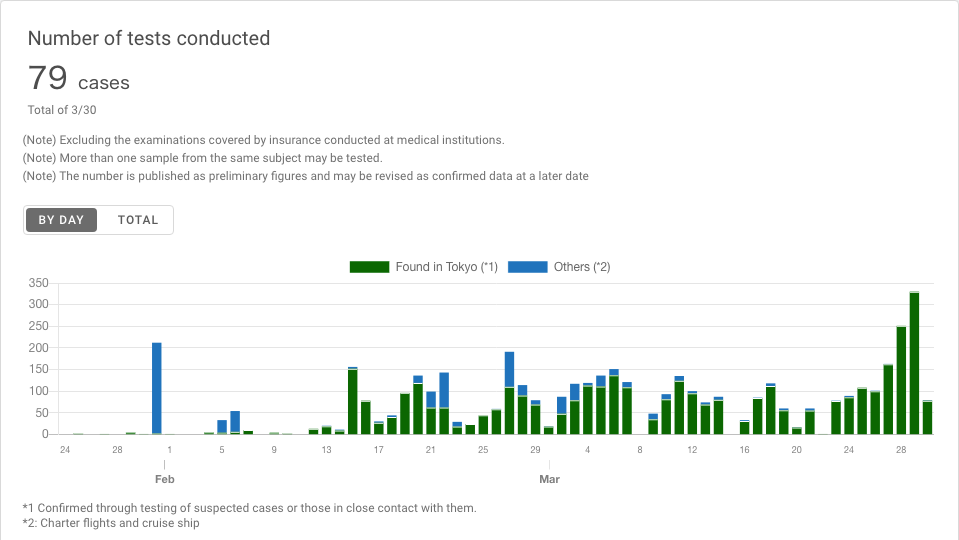 Number of tests conducted
79 cases
Total of 3/30
(Note) Excluding the examinations covered by insurance conducted at medical institutions.
(Note) More than one sample from the same subject may be tested.
(Note) The number is published as preliminary figures and may be revised as confirmed data at a later date
BY DAY TOTAL
Found in Tokyo (*1) Others (*2)
350
300
250
200
150
100
50
0
24 28 1 5 9 13 17 21 25 29 4 8 12 16 20 24 28
Feb Mar
*1 Confirmed through testing of suspected cases or those in close contact with them.
*2: Charter flights and cruise ship